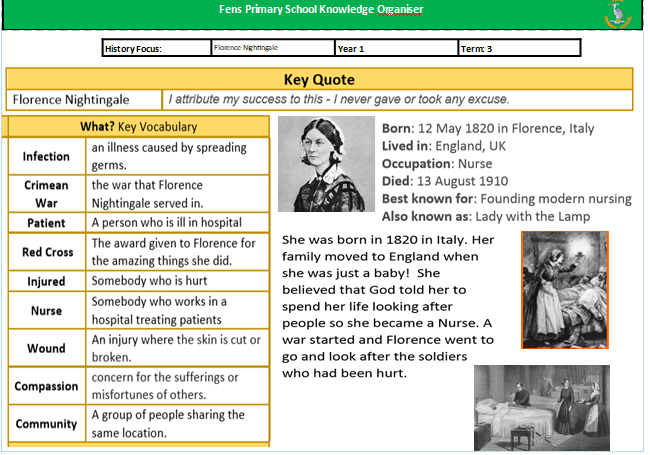 Fens Primary School Knowledge Organiser
History Focus: Florence Nightingale Year 1 Term: 3
Key Quote
Florence Nightingale I attribute my success to this - I never gave or took any excuse.
What? Key Vocabulary
Infection an illness caused by spreading
germs.
Crimean War the war that Florence
Nightingale served in.
Patient A person who is ill in hospital
Red Cross The award given to Florence for
the amazing things she did.
Injured Somebody who is hurt
Nurse Somebody who works in a
hospital treating patients
Wound An injury where the skin is cut or
broken.
Compassion concern for the sufferings or
misfortunes of others.
Community A group of people sharing the
same location.
Born: 12 May 1820 in Florence, Italy
Lived in: England, UK
Occupation: Nurse
Died: 13 August 1910
Best known for: Founding modern nursing
Also known as: Lady with the Lamp
She was born in 1820 in Italy. Her
family moved to England when
she was just a baby! She
believed that God told her to
spend her life looking after
people so she became a Nurse. A
war started and Florence went to
go and look after the soldiers
who had been hurt.